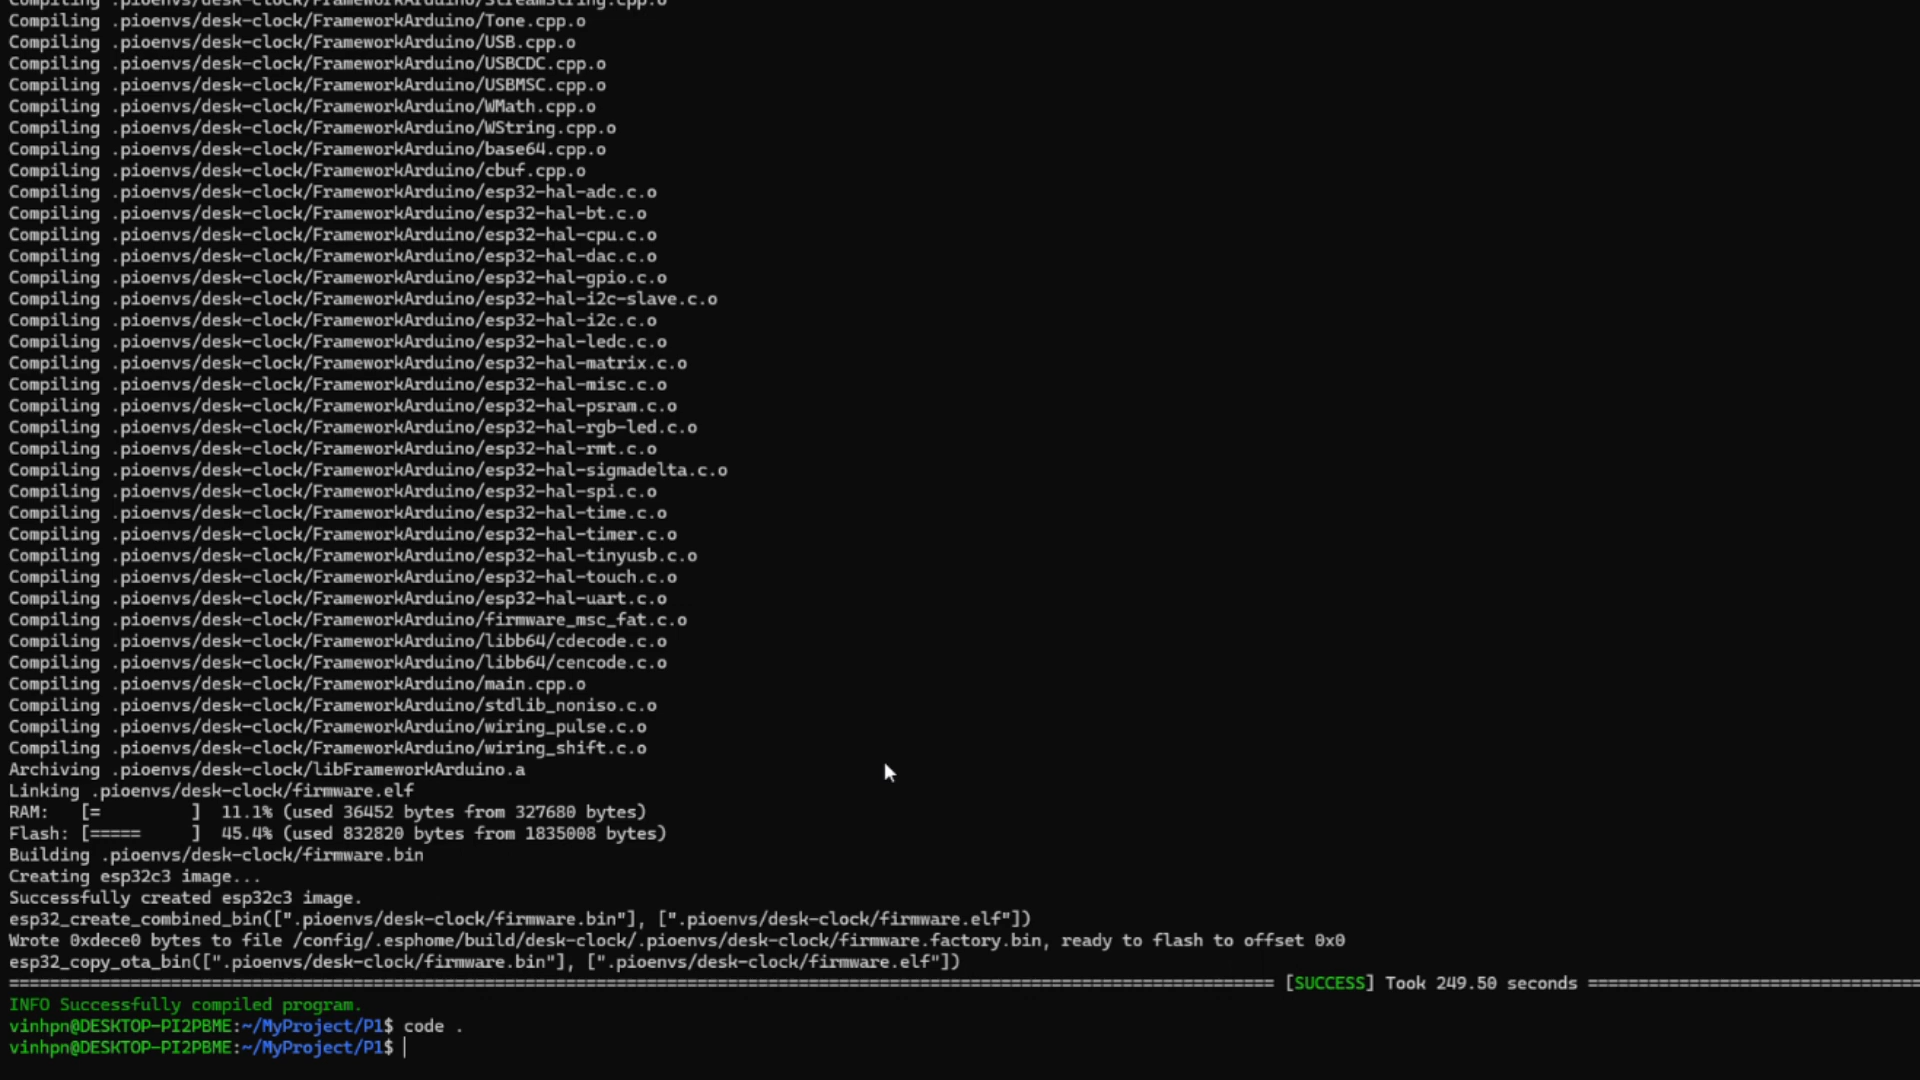 Compiling .pioenvs/desk-clock/FrameworkArduino/StreamString.cpp.o
Compiling .pioenvs/desk-clock/FrameworkArduino/Tone.cpp.o
Compiling .pioenvs/desk-clock/FrameworkArduino/USB.cpp.o
Compiling .pioenvs/desk-clock/FrameworkArduino/USBCDC.cpp.o
Compiling .pioenvs/desk-clock/FrameworkArduino/USBMSC.cpp.o
Compiling .pioenvs/desk-clock/FrameworkArduino/WMath.cpp.o
Compiling .pioenvs/desk-clock/FrameworkArduino/WString.cpp.o
Compiling .pioenvs/desk-clock/FrameworkArduino/base64.cpp.o
Compiling .pioenvs/desk-clock/FrameworkArduino/cbuf.cpp.o
Compiling .pioenvs/desk-clock/FrameworkArduino/esp32-hal-adc.c.o
Compiling .pioenvs/desk-clock/FrameworkArduino/esp32-hal-bt.c.o
Compiling .pioenvs/desk-clock/FrameworkArduino/esp32-hal-cpu.c.o
Compiling .pioenvs/desk-clock/FrameworkArduino/esp32-hal-dac.c.o
Compiling .pioenvs/desk-clock/FrameworkArduino/esp32-hal-gpio.c.o
Compiling .pioenvs/desk-clock/FrameworkArduino/esp32-hal-i2c-slave.c.o
Compiling .pioenvs/desk-clock/FrameworkArduino/esp32-hal-i2c.c.o
Compiling .pioenvs/desk-clock/FrameworkArduino/esp32-hal-ledc.c.o
Compiling .pioenvs/desk-clock/FrameworkArduino/esp32-hal-matrix.c.o
Compiling .pioenvs/desk-clock/FrameworkArduino/esp32-hal-misc.c.o
Compiling .pioenvs/desk-clock/FrameworkArduino/esp32-hal-psram.c.o
Compiling .pioenvs/desk-clock/FrameworkArduino/esp32-hal-rgb-led.c.o
Compiling .pioenvs/desk-clock/FrameworkArduino/esp32-hal-rmt.c.o
Compiling .pioenvs/desk-clock/FrameworkArduino/esp32-hal-sigmadelta.c.o
Compiling .pioenvs/desk-clock/FrameworkArduino/esp32-hal-spi.c.o
Compiling .pioenvs/desk-clock/FrameworkArduino/esp32-hal-time.c.o
Compiling .pioenvs/desk-clock/FrameworkArduino/esp32-hal-timer.c.o
Compiling .pioenvs/desk-clock/FrameworkArduino/esp32-hal-tinyusb.c.o
Compiling .pioenvs/desk-clock/FrameworkArduino/esp32-hal-touch.c.o
Compiling .pioenvs/desk-clock/FrameworkArduino/esp32-hal-uart.c.o
Compiling .pioenvs/desk-clock/FrameworkArduino/firmware_msc_fat.c.o
Compiling .pioenvs/desk-clock/FrameworkArduino/libb64/cdecode.c.o
Compiling .pioenvs/desk-clock/FrameworkArduino/libb64/cencode.c.o
Compiling .pioenvs/desk-clock/FrameworkArduino/main.cpp.o
Compiling .pioenvs/desk-clock/FrameworkArduino/stdlib_noniso.c.o
Compiling .pioenvs/desk-clock/FrameworkArduino/wiring_pulse.c.o
Compiling .pioenvs/desk-clock/FrameworkArduino/wiring_shift.c.o
Archiving .pioenvs/desk-clock/libFrameworkArduino.a
Linking .pioenvs/desk-clock/firmware.elf
RAM:   [=         ]  11.1% (used 36452 bytes from 327680 bytes)
Flash: [=====     ]  45.4% (used 832820 bytes from 1835008 bytes)
Building .pioenvs/desk-clock/firmware.bin
Creating esp32c3 image...
Successfully created esp32c3 image.
esp32_create_combined_bin([".pioenvs/desk-clock/firmware.bin"], [".pioenvs/desk-clock/firmware.elf"])
Wrote 0xdece0 bytes to file /config/.esphome/build/desk-clock/.pioenvs/desk-clock/firmware.factory.bin, ready to flash to offset 0x0
esp32_copy_ota_bin([".pioenvs/desk-clock/firmware.bin"], [".pioenvs/desk-clock/firmware.elf"])
============================================================================================================================= [SUCCESS] Took 249.50 seconds =================================
INFO Successfully compiled program.
vinhpn@DESKTOP-PI2PBME:~/MyProject/P1$ code .
vinhpn@DESKTOP-PI2PBME:~/MyProject/P1$